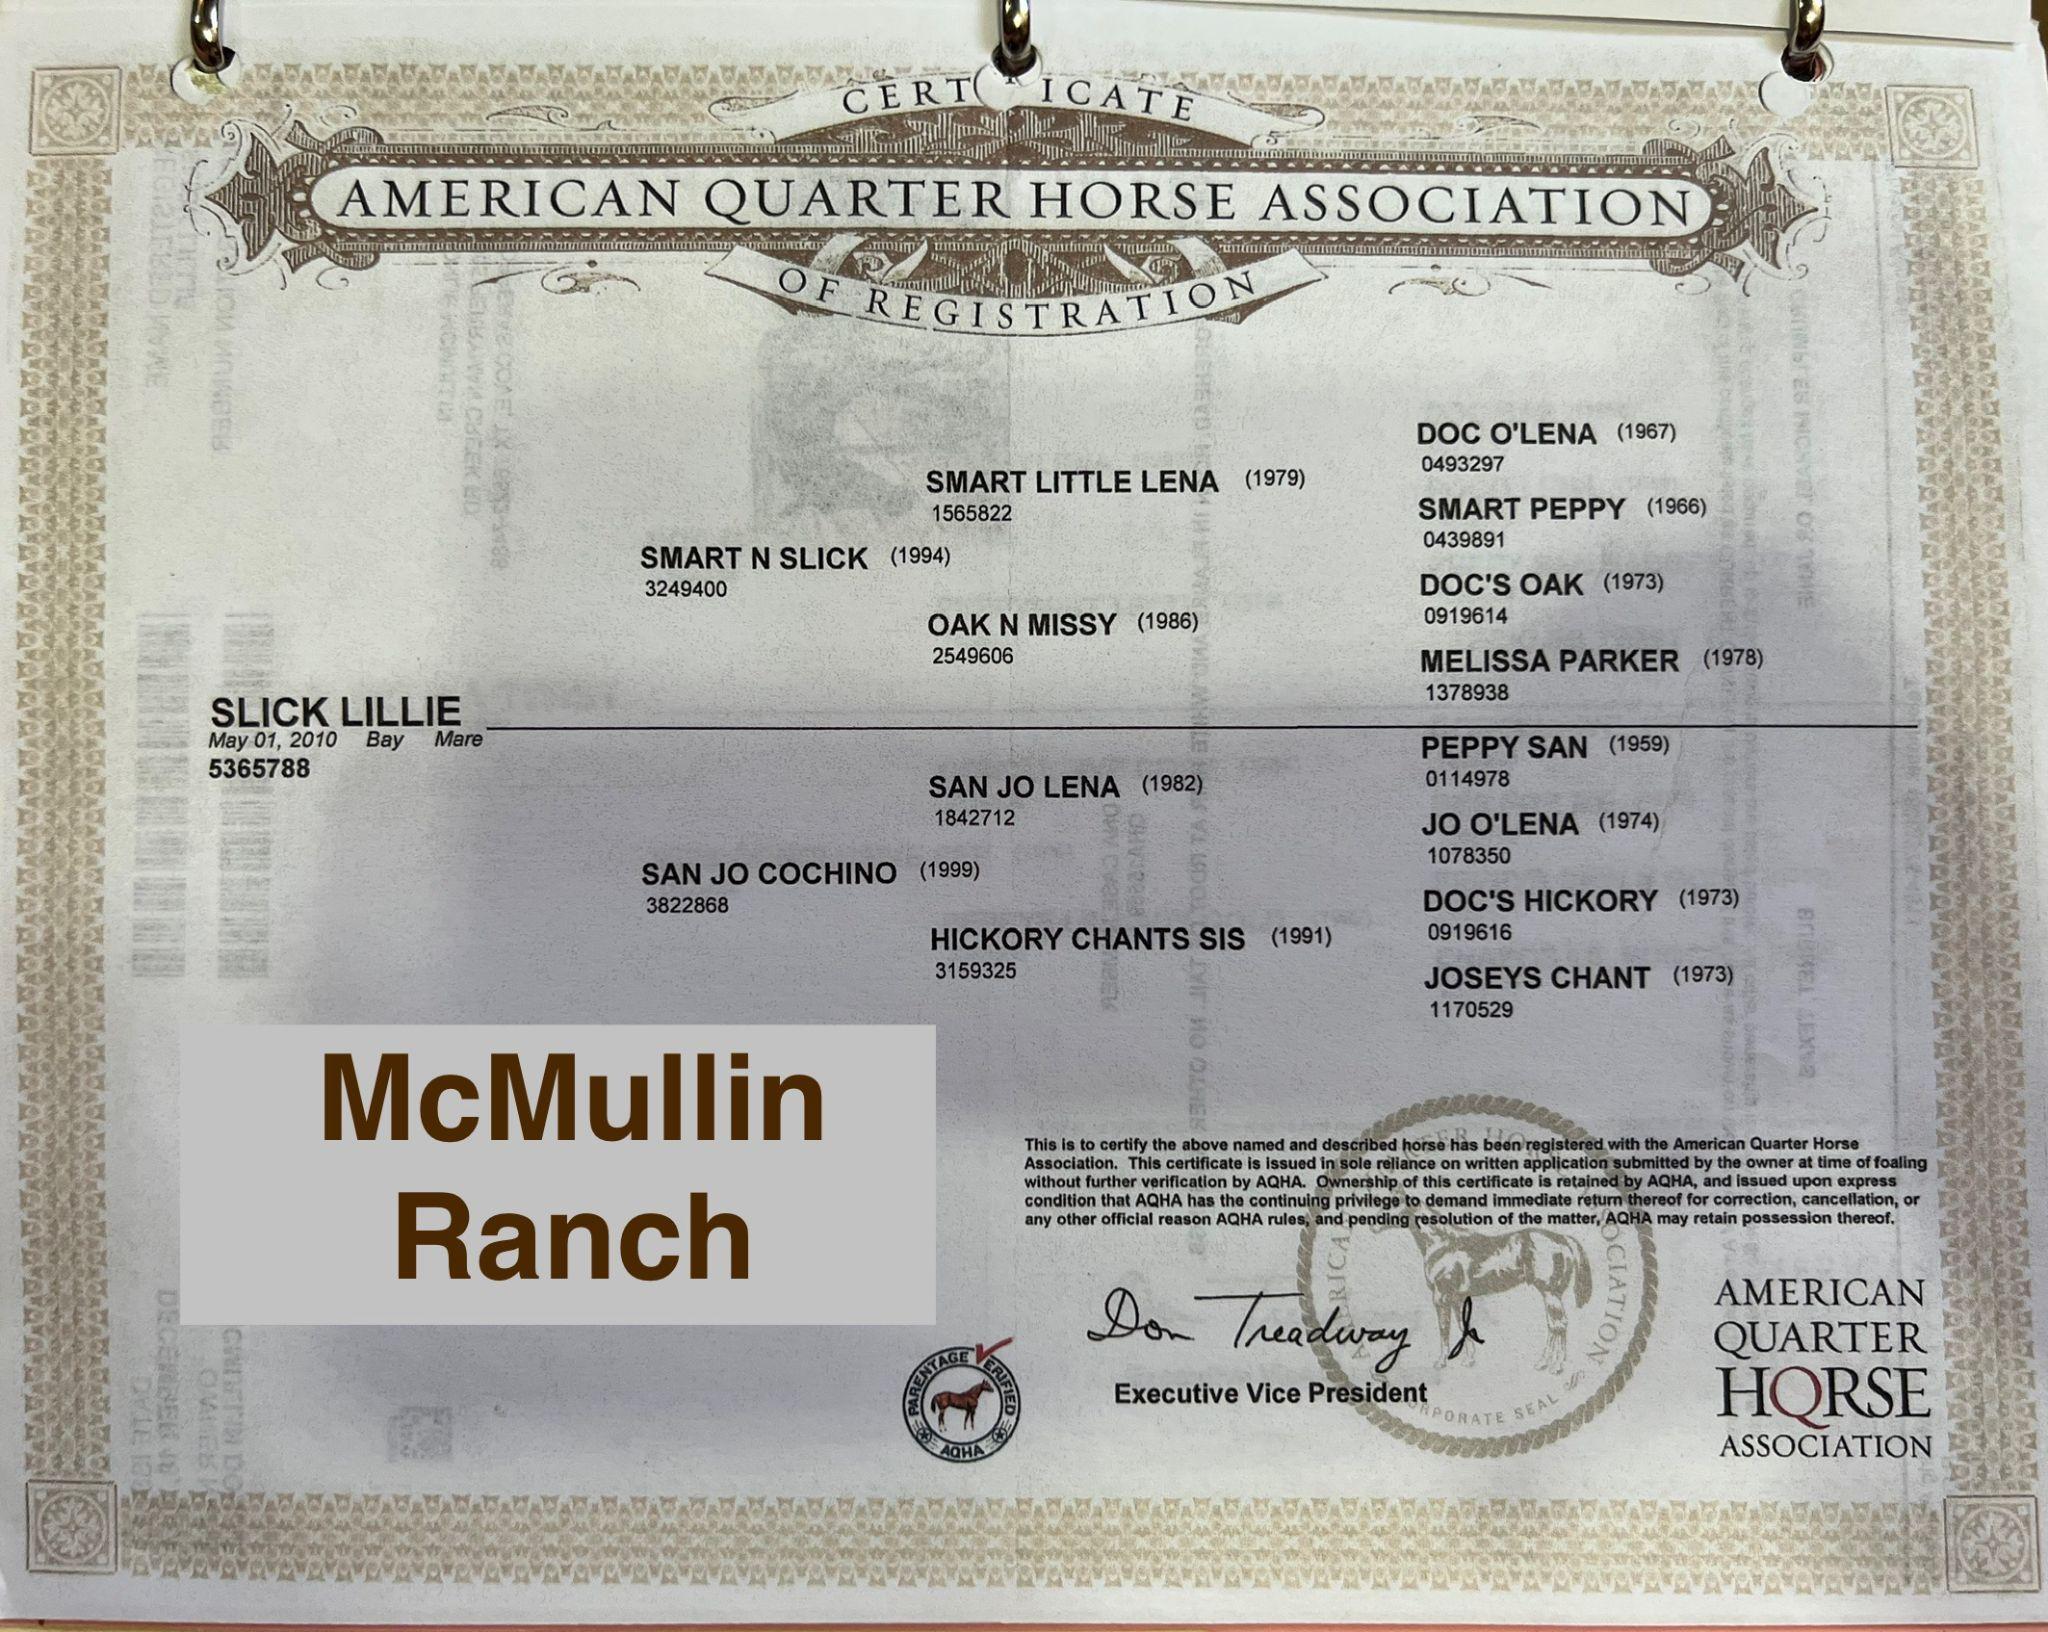 CERT ICATE
AMERICAN QUARTER HORSE ASSOCIATION
OF REGISTRATION
DOC O'LENA (1967)
0493297
SMART LITTLE LENA (1979)
1565822
SMART PEPPY (1966)
0439891
SMART N SLICK (1994)
3249400
DOC'S OAK (1973)
0919614
OAK N MISSY (1986)
2549606
MELISSA PARKER (1978)
1378938
SLICK LILLIE
May 01, 2010 Bay Mare
5365788
PEPPY SAN (1959)
0114978
SAN JO LENA (1982)
1842712
JO O'LENA (1974)
1078350
SAN JO COCHINO (1999)
3822868
DOC'S HICKORY (1973)
0919616
HICKORY CHANTS SIS (1991)
3159325
JOSEYS CHANT (1973)
1170529
McMullin
Ranch
This is to certify the above named and described horse has been registered with the American Quarter Horse
Association. This certificate is issued in sole reliance on written application submitted by the owner at time of foaling
without further verification by AQHA. Ownership of this certificate is retained by AQHA, and issued upon express
condition that AQHA has the continuing privilege to demand immediate return thereof for correction, cancellation, or
any other official reason AQHA rules, and pending resolution of the matter, AQHA may retain possession thereof.
Don Treadway Jr
Executive Vice President
PARENTAGE VERIFIED
AQHA
ASSOCIATION
CORPORATE SEAL
AMERICAN
QUARTER
HORSE
ASSOCIATION